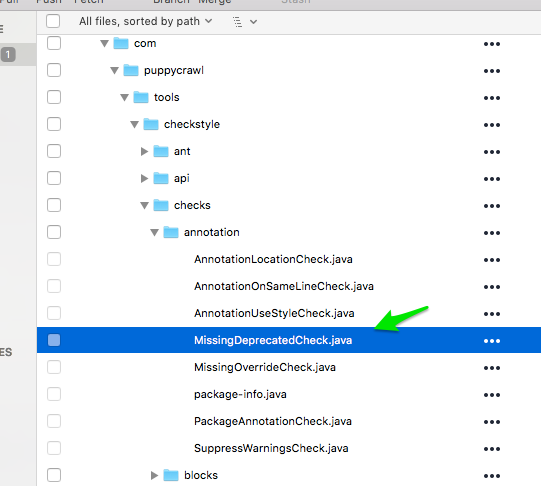 Push
Fetch
Branch
Merge
Stash
All files, sorted by path
1
com
puppycrawl
tools
checkstyle
ant
api
checks
annotation
AnnotationLocationCheck.java
AnnotationOnSameLineCheck.java
AnnotationUseStyleCheck.java
MissingDeprecatedCheck.java
MissingOverrideCheck.java
ES
package-info.java
PackageAnnotationCheck.java
SuppressWarningsCheck.java
blocks